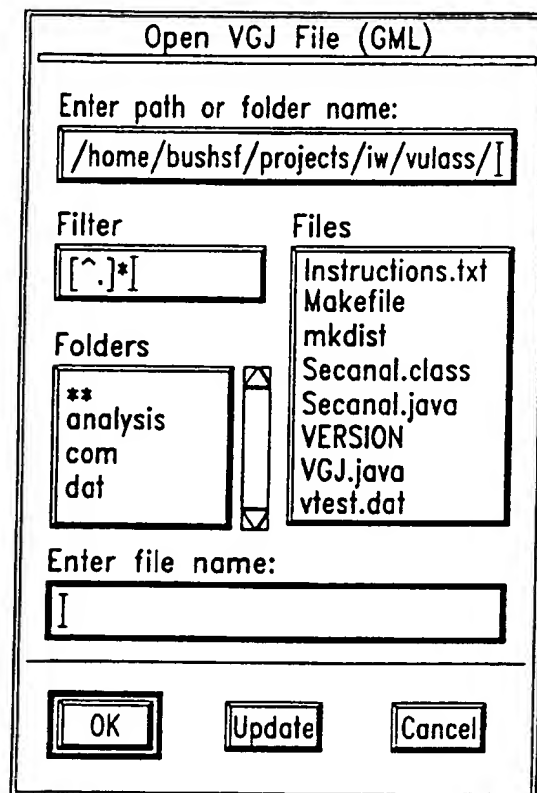 Open VGJ File (GML)
Enter path or folder name:
/home/bushsf/projects/iw/vulass/
Filter
[^.]*
Folders
**
analysis
com
dat
Files
Instructions.txt
Makefile
mkdist
Secanal.class
Secanal.java
VERSION
VGJ.java
vtest.dat
Enter file name:
OK
Update
Cancel